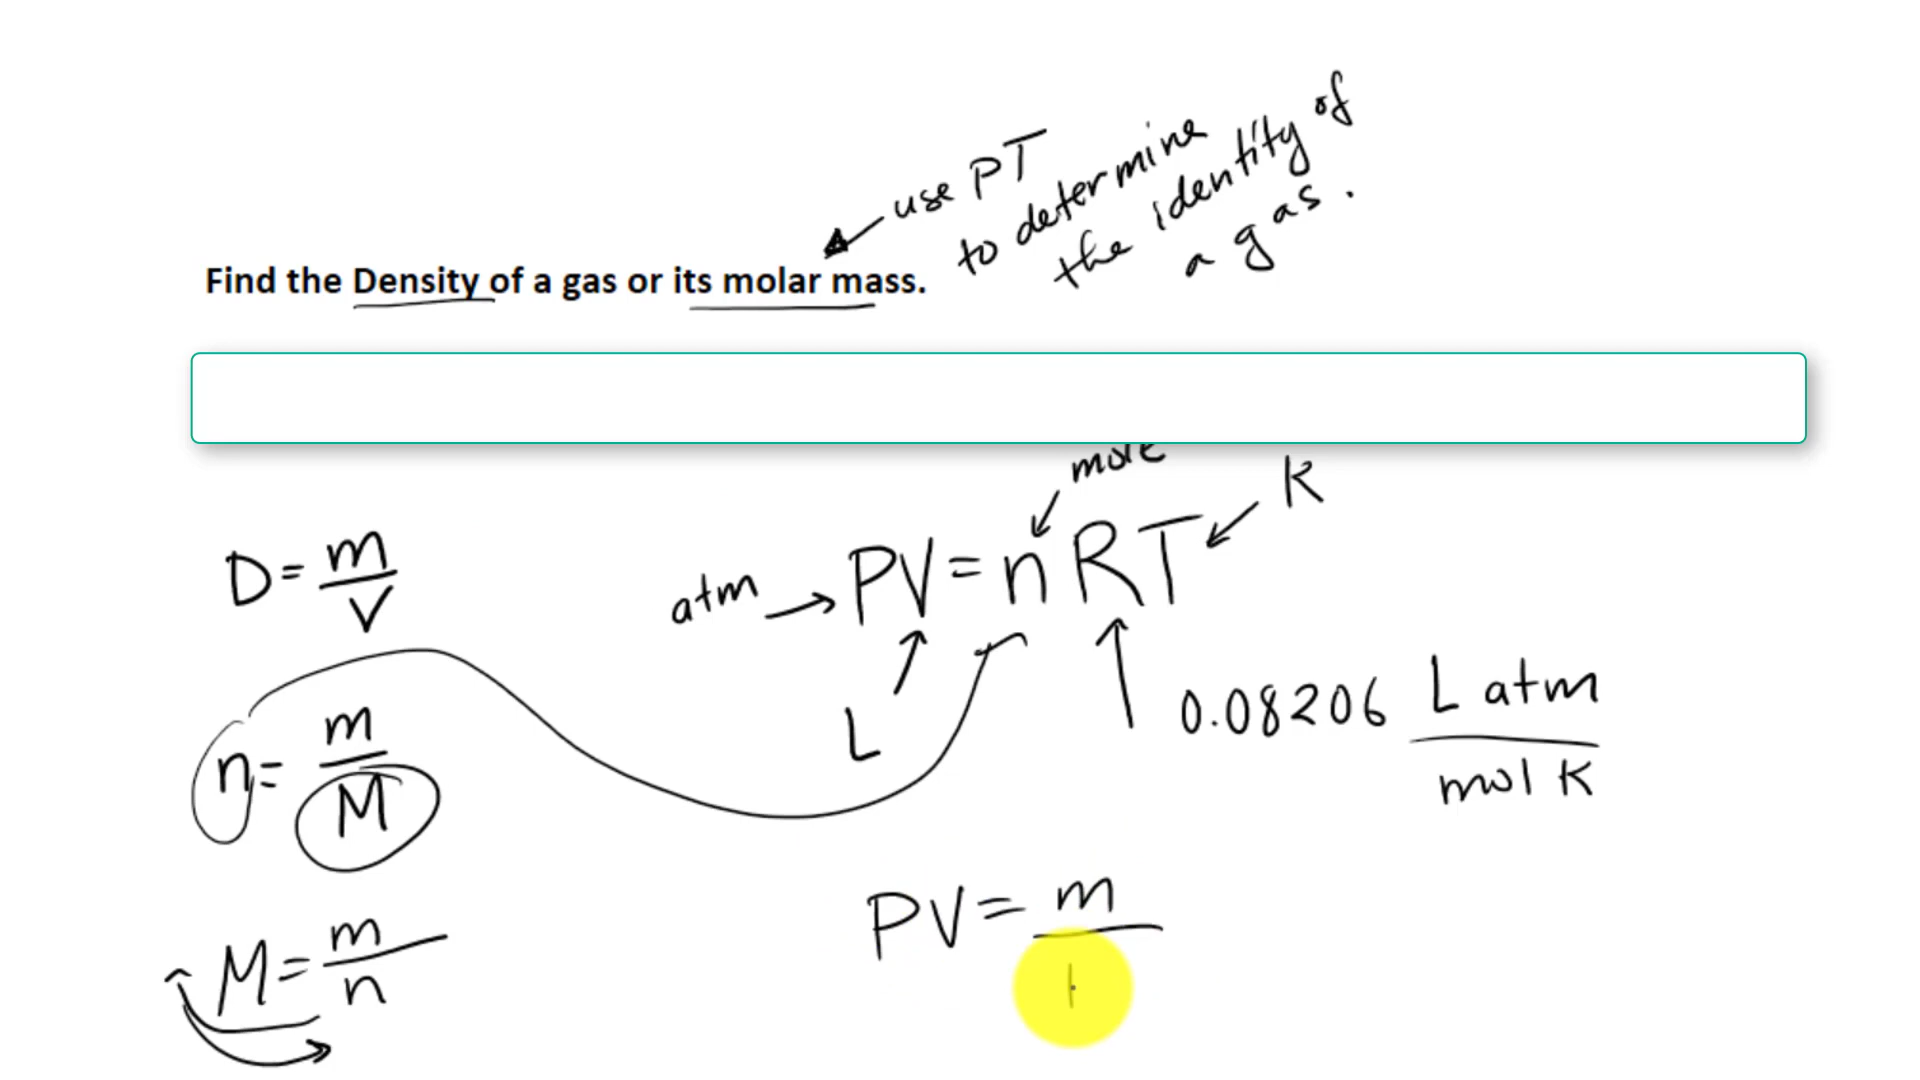 use PT
to determine
the identity of
a gas.
Find the Density of a gas or its molar mass.
mole
K
D = m/V
atm → PV = nRT
L
0.08206 L atm / mol K
n = m/M
PV = m
M = m/n